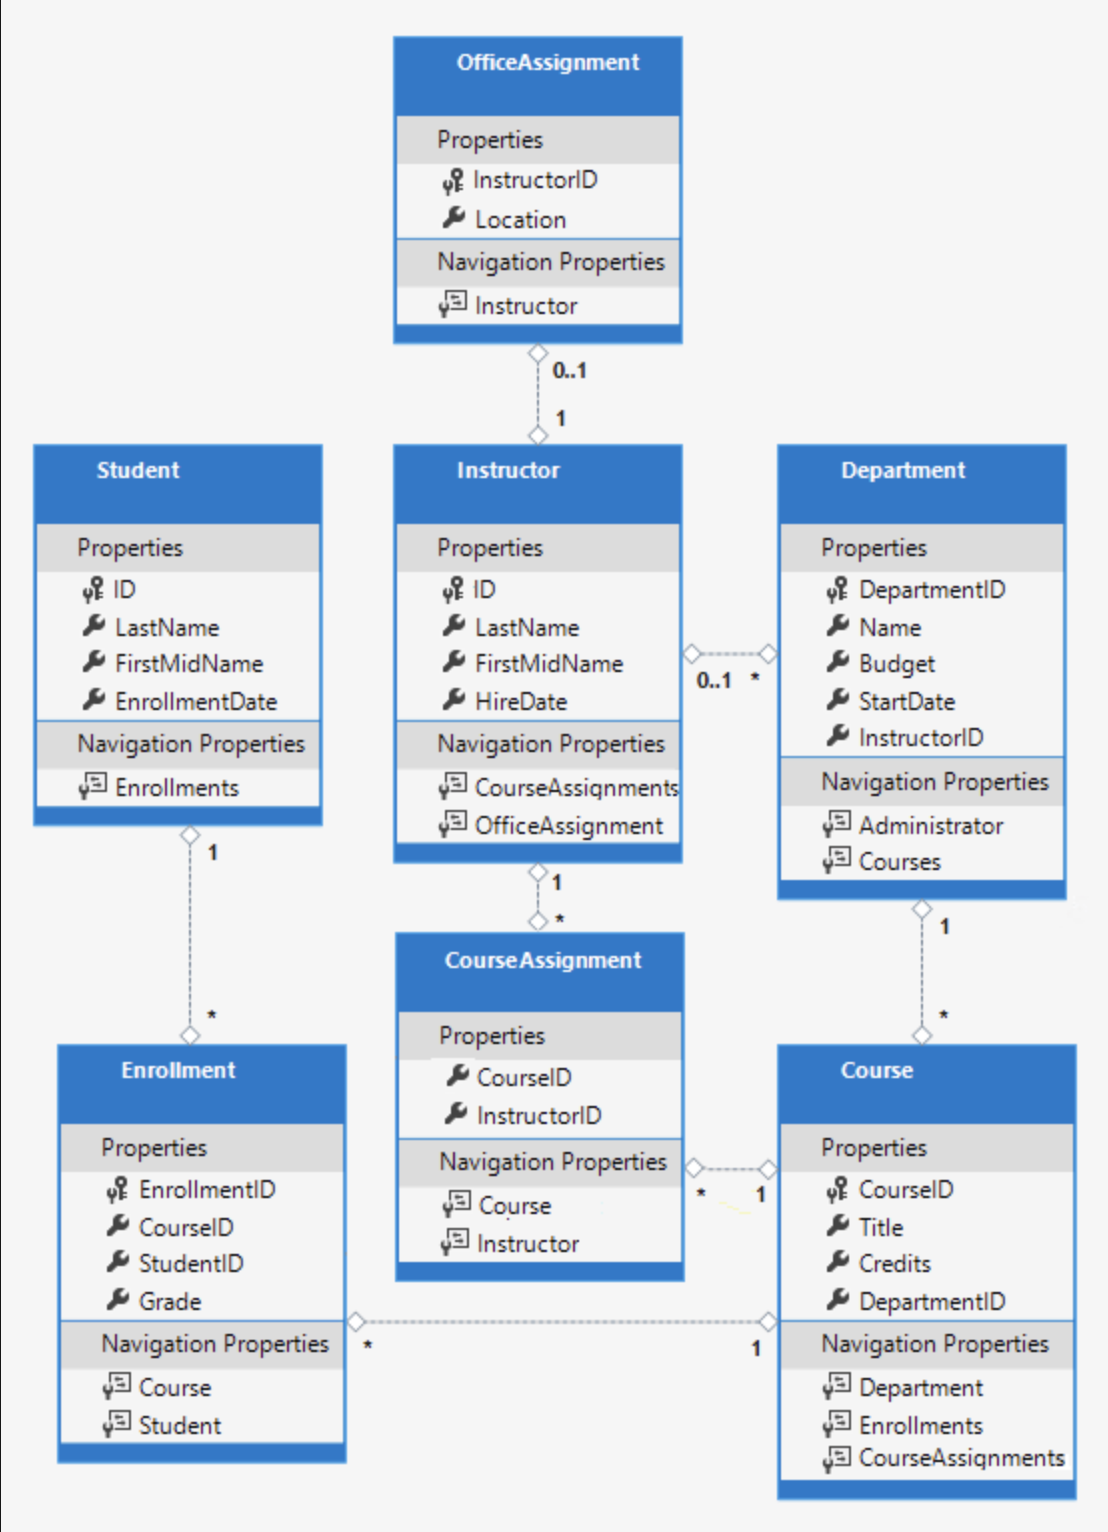 OfficeAssignment
Properties
InstructorID
Location
Navigation Properties
Instructor
0..1
1
Student
Properties
ID
LastName
FirstMidName
EnrollmentDate
Navigation Properties
Enrollments
1
*
Instructor
Properties
ID
LastName
FirstMidName
HireDate
Navigation Properties
CourseAssignments
OfficeAssignment
0..1 *
1
*
Department
Properties
DepartmentID
Name
Budget
StartDate
InstructorID
Navigation Properties
Administrator
Courses
1
*
CourseAssignment
Properties
CourseID
InstructorID
Navigation Properties
Course
Instructor
* 1
Enrollment
Properties
EnrollmentID
CourseID
StudentID
Grade
Navigation Properties
Course
Student
* 1
Course
Properties
CourseID
Title
Credits
DepartmentID
Navigation Properties
Department
Enrollments
CourseAssignments